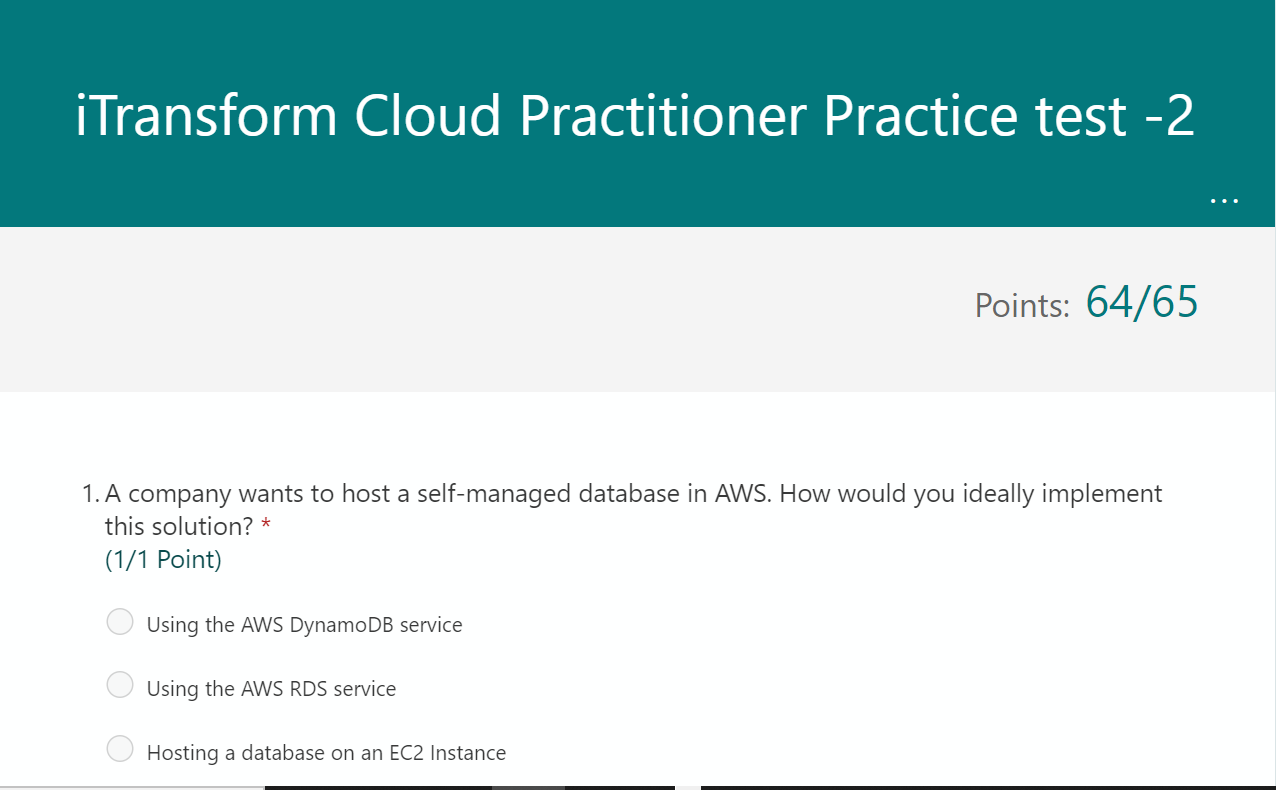 iTransform Cloud Practitioner Practice test -2
...
Points: 64/65
1. A company wants to host a self-managed database in AWS. How would you ideally implement
this solution? *
(1/1 Point)
Using the AWS DynamoDB service
Using the AWS RDS service
Hosting a database on an EC2 Instance